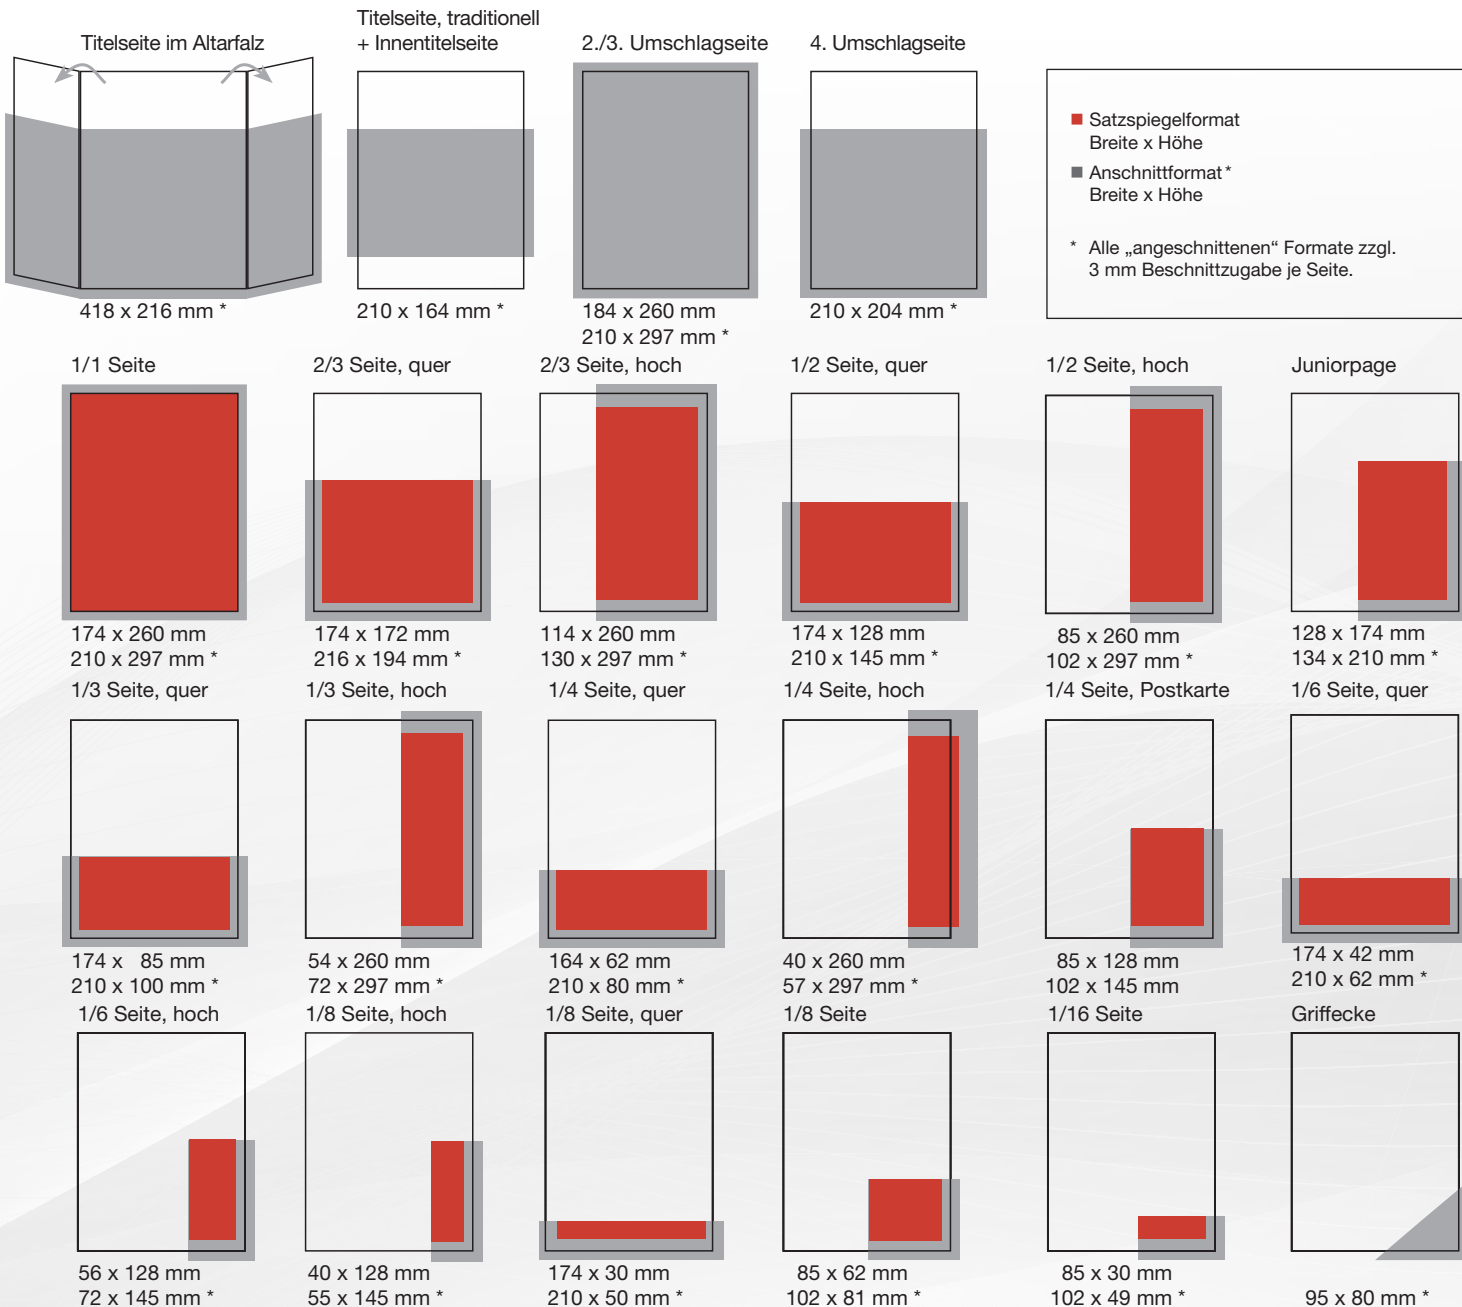 Titelseite im Altarfalz
418 x 216 mm *
Titelseite, traditionell
+ Innentitelseite
210 x 164 mm *
2./3. Umschlagseite
184 x 260 mm
210 x 297 mm *
4. Umschlagseite
210 x 204 mm *
Satzspiegelformat
Breite x Höhe
Anschnittformat *
Breite x Höhe
* Alle „angeschnittenen“ Formate zzgl.
3 mm Beschnittzugabe je Seite.
1/1 Seite
174 x 260 mm
210 x 297 mm *
2/3 Seite, quer
174 x 172 mm
216 x 194 mm *
2/3 Seite, hoch
114 x 260 mm
130 x 297 mm *
1/2 Seite, quer
174 x 128 mm
210 x 145 mm *
1/2 Seite, hoch
85 x 260 mm
102 x 297 mm *
Juniorpage
128 x 174 mm
134 x 210 mm *
1/3 Seite, quer
174 x 85 mm
210 x 100 mm *
1/3 Seite, hoch
54 x 260 mm
72 x 297 mm *
1/4 Seite, quer
164 x 62 mm
210 x 80 mm *
1/4 Seite, hoch
40 x 260 mm
57 x 297 mm *
1/4 Seite, Postkarte
85 x 128 mm
102 x 145 mm
1/6 Seite, quer
174 x 42 mm
210 x 62 mm *
1/6 Seite, hoch
56 x 128 mm
72 x 145 mm *
1/8 Seite, hoch
40 x 128 mm
55 x 145 mm *
1/8 Seite, quer
174 x 30 mm
210 x 50 mm *
1/8 Seite
85 x 62 mm
102 x 81 mm *
1/16 Seite
85 x 30 mm
102 x 49 mm *
Griffecke
95 x 80 mm *